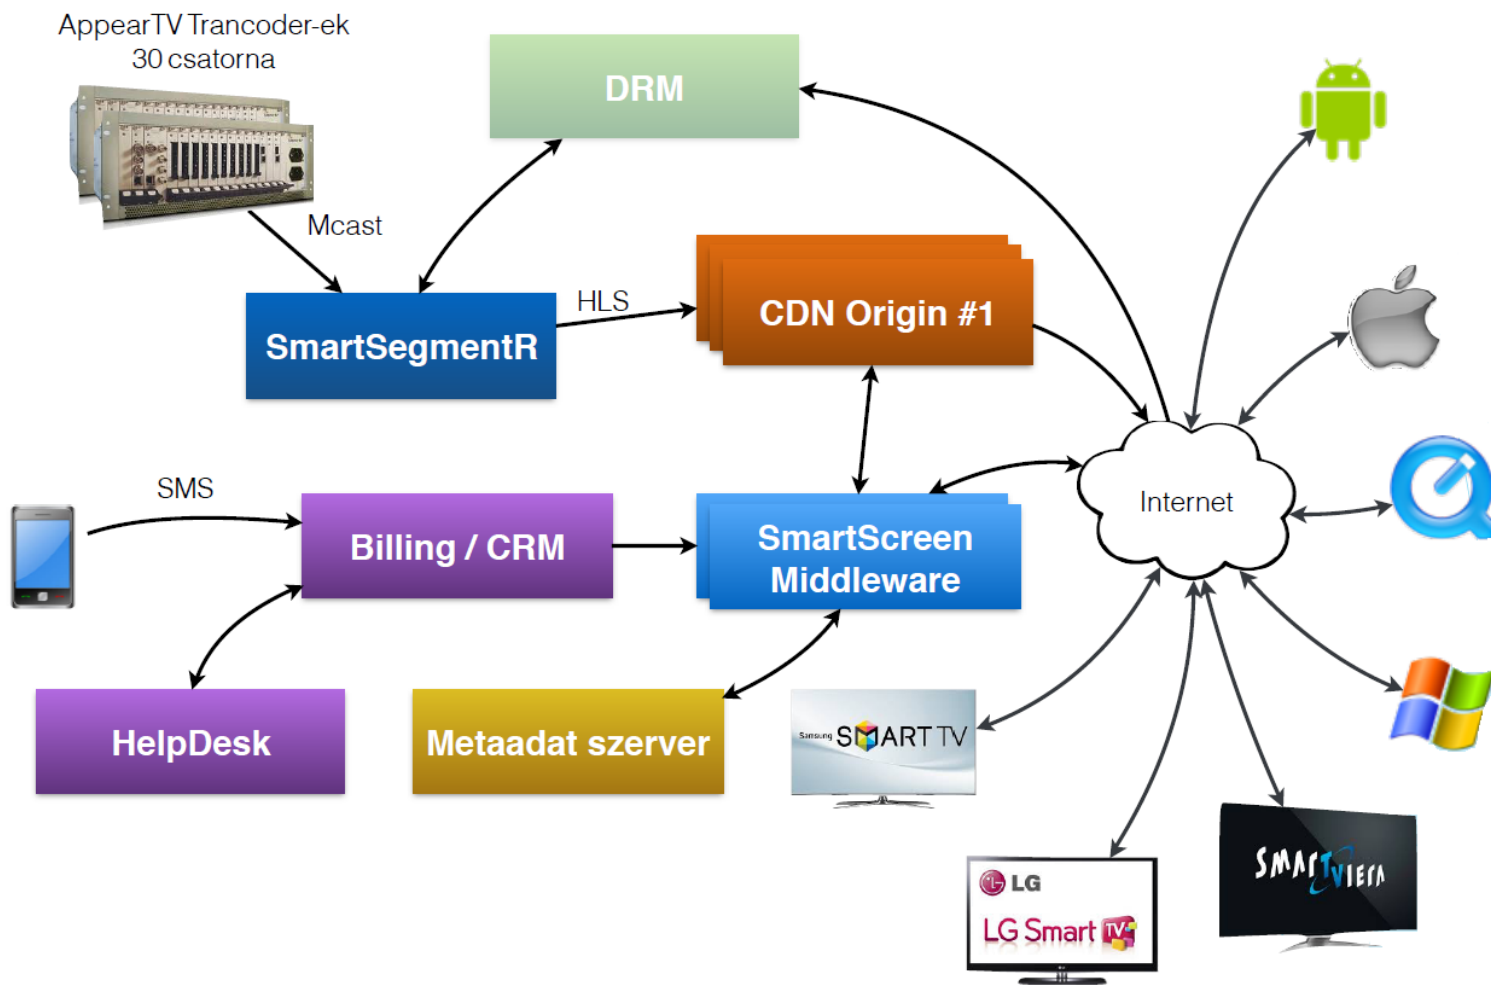 AppearTV Trancoder-ek
30 csatorna
DRM
Mcast
HLS
CDN Origin #1
SmartSegmentR
SMS
Internet
Billing / CRM
SmartScreen
Middleware
HelpDesk
Metaadat szerver
Samsung SMART TV
LG
LG Smart TV
SMART VIERA